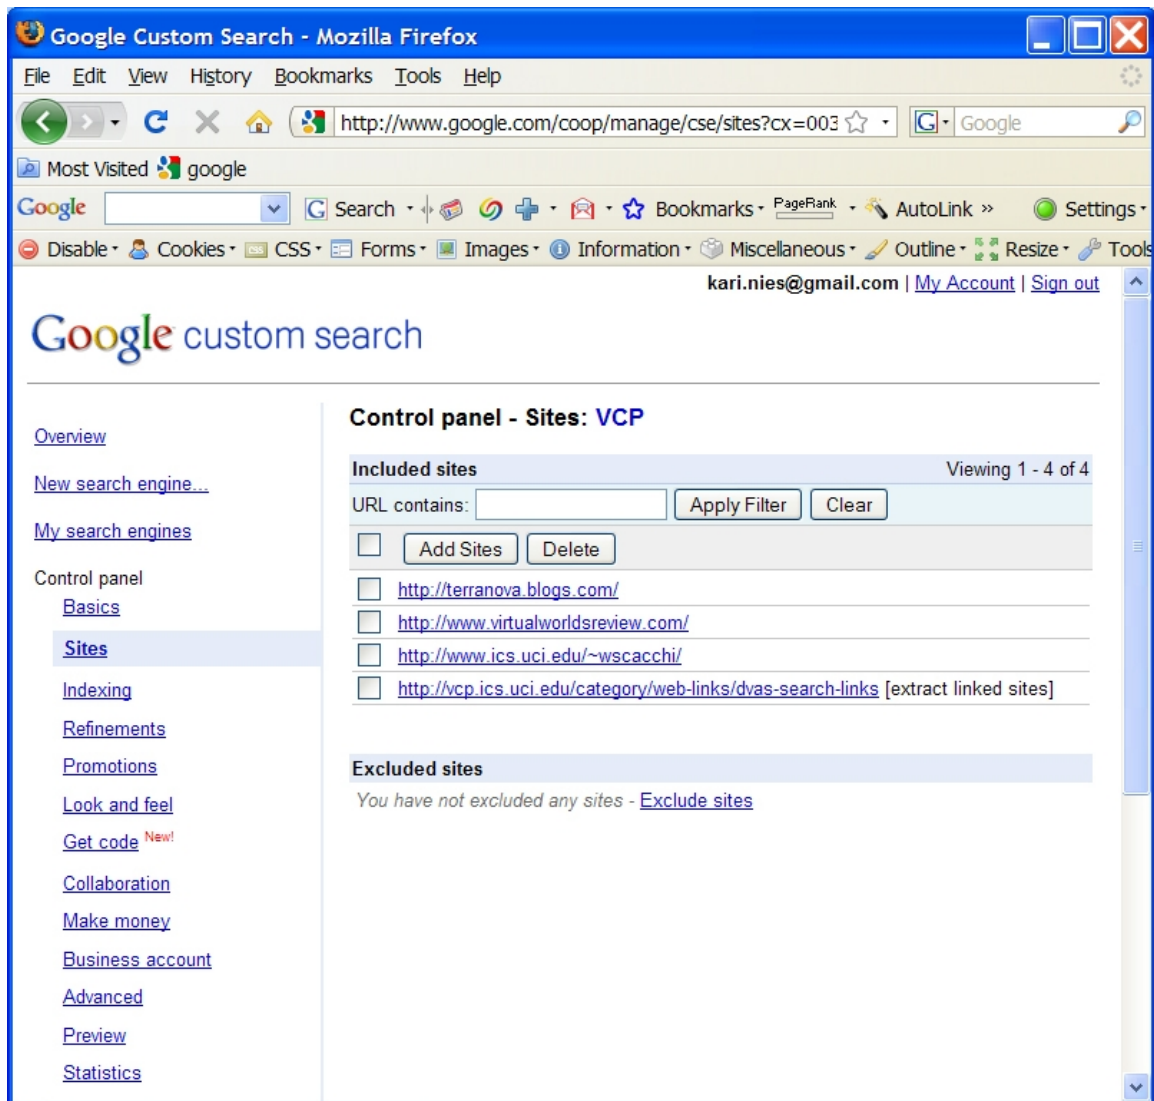 Google Custom Search - Mozilla Firefox
File Edit View History Bookmarks Tools Help
http://www.google.com/coop/manage/cse/sites?cx=003 G Google
Most Visited google
Google G Search Bookmarks PageRank AutoLink » Settings
Disable Cookies CSS Forms Images Information Miscellaneous Outline Resize Tools
kari.nies@gmail.com | My Account | Sign out
Google custom search
Control panel - Sites: VCP
Overview
New search engine...
My search engines
Control panel
Basics
Sites
Indexing
Refinements
Promotions
Look and feel
Get code New!
Collaboration
Make money
Business account
Advanced
Preview
Statistics
Included sites Viewing 1 - 4 of 4
URL contains: Apply Filter Clear
Add Sites Delete
http://terranova.blogs.com/
http://www.virtualworldsreview.com/
http://www.ics.uci.edu/~wscacchi/
http://vcp.ics.uci.edu/category/web-links/dvas-search-links [extract linked sites]
Excluded sites
You have not excluded any sites - Exclude sites